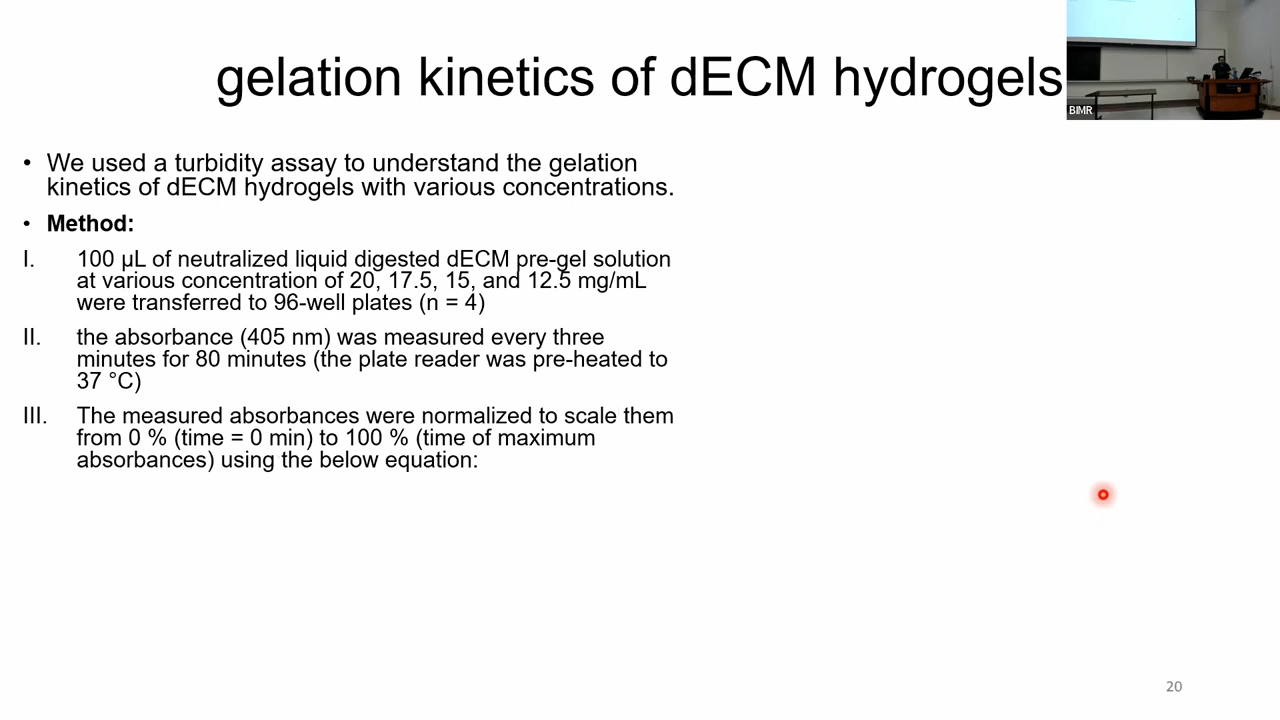 gelation kinetics of dECM hydrogels
BIMR
• We used a turbidity assay to understand the gelation
kinetics of dECM hydrogels with various concentrations.
• Method:
I. 100 µL of neutralized liquid digested dECM pre-gel solution
at various concentration of 20, 17.5, 15, and 12.5 mg/mL
were transferred to 96-well plates (n = 4)
II. the absorbance (405 nm) was measured every three
minutes for 80 minutes (the plate reader was pre-heated to
37 °C)
III. The measured absorbances were normalized to scale them
from 0 % (time = 0 min) to 100 % (time of maximum
absorbances) using the below equation:
20